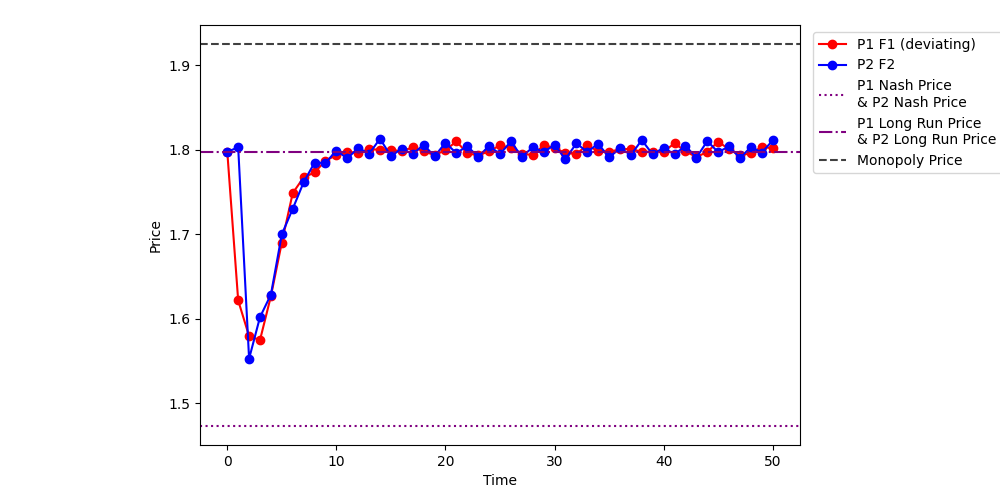 1.9
1.8
1.7
1.6
1.5
Price
0
10
20
30
40
50
Time
P1 F1 (deviating)
P2 F2
P1 Nash Price
& P2 Nash Price
P1 Long Run Price
& P2 Long Run Price
Monopoly Price